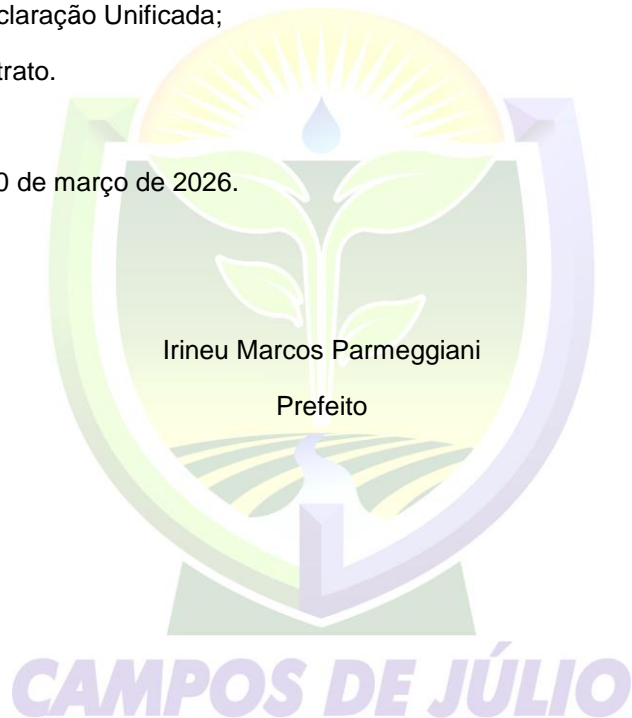 claração Unificada;
trato.
0 de março de 2026.
Irineu Marcos Parmeggiani
Prefeito
CAMPOS DE JÚLIO